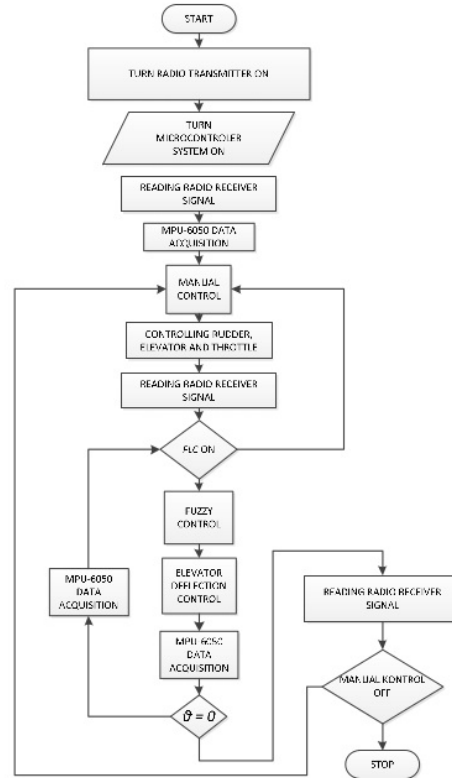 START
TURN RADIO TRANSMITTER ON
TURN
MICROCONTROLER
SYSTEM ON
READING RADIO RECEIVER
SIGNAL
MPU-6050 DATA
ACQUISITION
MANUAL
CONTROL
CONTROLLING RUDDER,
ELEVATOR AND THROTTLE
READING RADIO RECEIVER
SIGNAL
FLC ON
FUZZY
CONTROL
ELEVATOR
DEFLECTION
CONTROL
MPU-6050
DATA
ACQUISITION
MPU-6050
DATA
ACQUISITION
ϑ = 0
READING RADIO RECEIVER
SIGNAL
MANUAL KONTROL
OFF
STOP